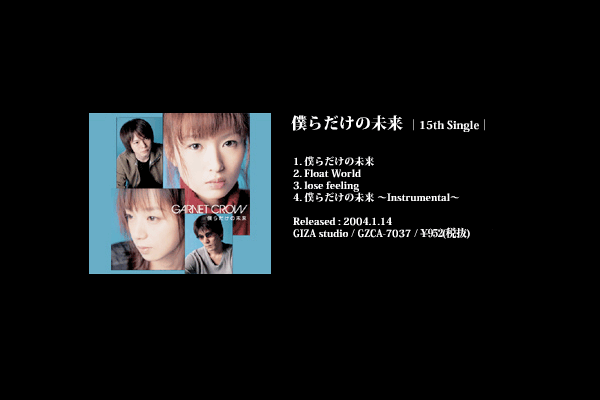 僕らだけの未来 | 15th Single |
1. 僕らだけの未来
2. Float World
3. lose feeling
4. 僕らだけの未来 ～Instrumental～
Released : 2004.1.14
GIZA studio / GZCA-7037 / ¥952(税抜)
GARNET CROW
僕らだけの未来